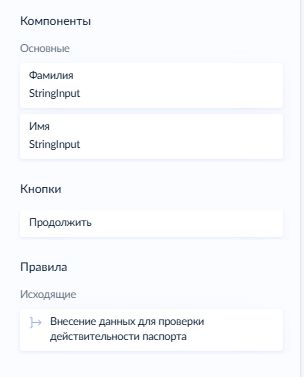 Компоненты
Основные
Фамилия
StringInput
Имя
StringInput
Кнопки
Продолжить
Правила
Исходящие
Внесение данных для проверки
действительности паспорта